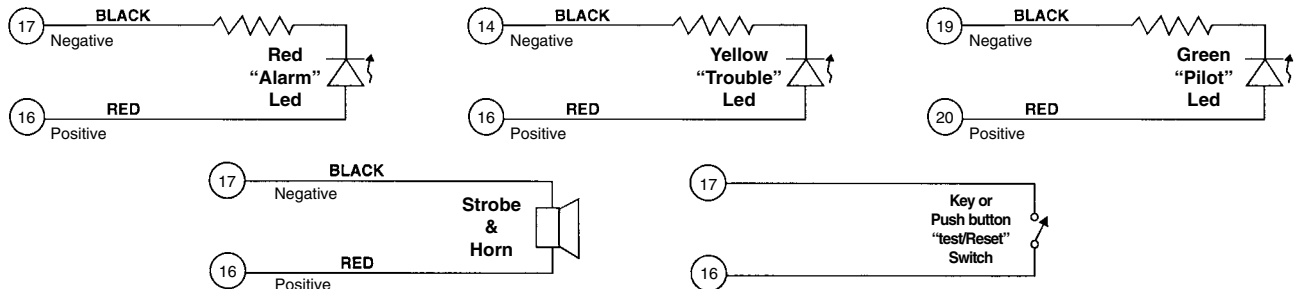 17 BLACK
Negative
Red
“Alarm”
Led
16 RED
Positive
14 BLACK
Negative
Yellow
“Trouble”
Led
16 RED
Positive
19 BLACK
Negative
Green
“Pilot”
Led
20 RED
Positive
17 BLACK
Negative
Strobe
&
Horn
16 RED
Positive
17
Key or
Push button
“test/Reset”
Switch
16